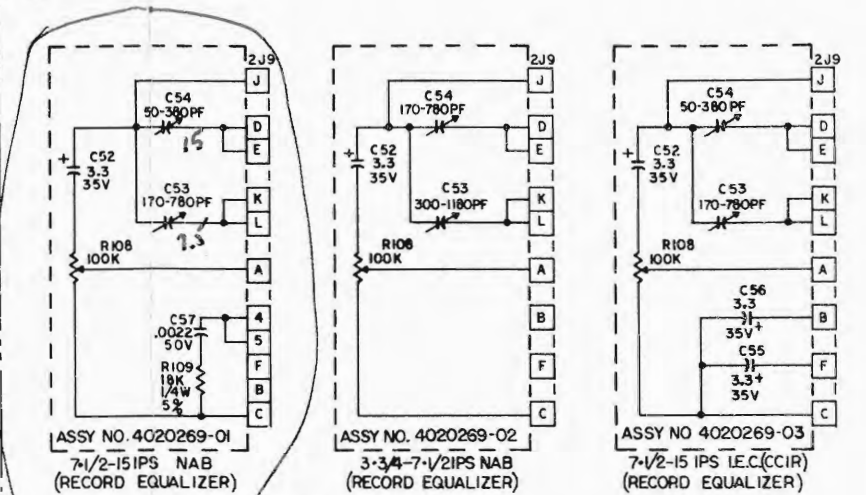 2J9
J
C54
50-380PF
D
15
E
+
C52
3.3
35V
C53
170-780PF
K
L
7.5
R108
100K
A
C57
.0022
50V
4
5
R109
18K
1/4W
5%
F
B
C
ASSY NO. 4020269-01
7-1/2-15 IPS NAB
(RECORD EQUALIZER)
2J9
J
C54
170-780PF
D
E
+
C52
3.3
35V
C53
300-1180PF
K
L
R108
100K
A
B
F
C
ASSY NO. 4020269-02
3-3/4-7-1/2 IPS NAB
(RECORD EQUALIZER)
2J9
J
C54
50-380PF
D
E
+
C52
3.3
35V
C53
170-780PF
K
L
R108
100K
A
C56
3.3
35V +
B
C55
3.3 +
35V
F
C
ASSY NO 4020269-03
7-1/2-15 IPS I.E.C.(CCIR)
(RECORD EQUALIZER)